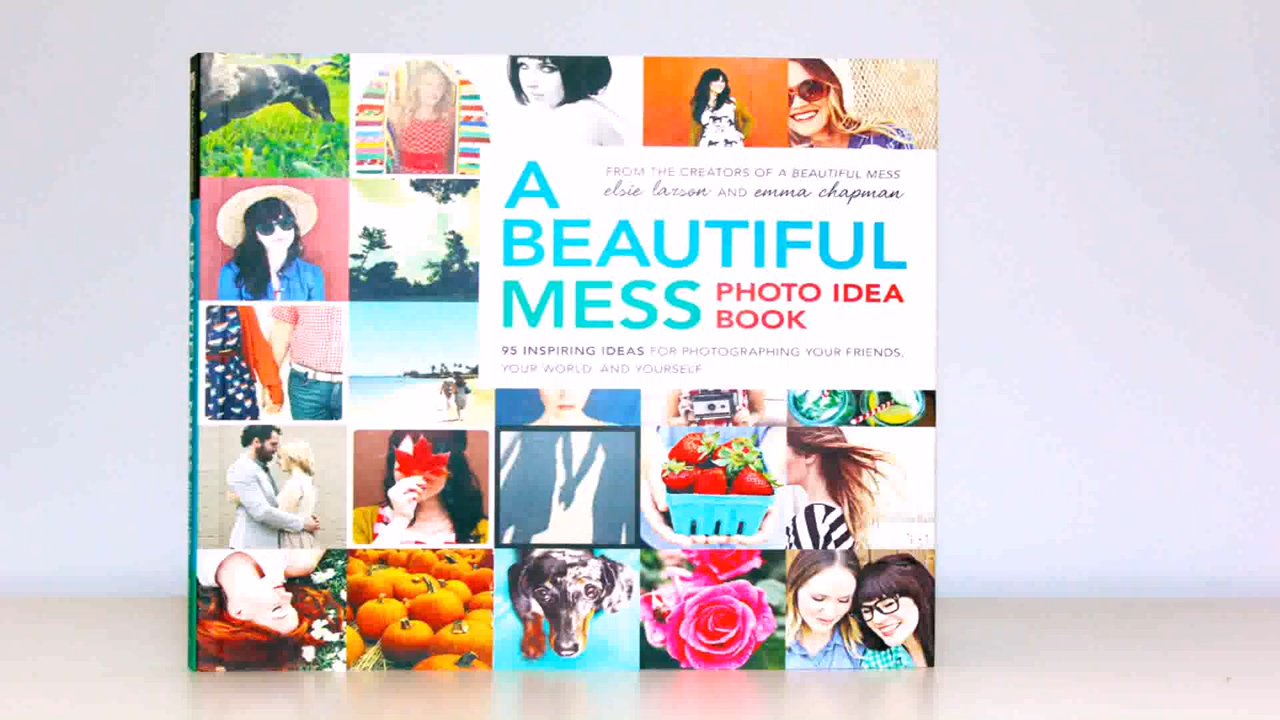 FROM THE CREATORS OF A BEAUTIFUL MESS
elsie larson AND emma chapman
A
BEAUTIFUL
MESS
PHOTO IDEA
BOOK
95 INSPIRING IDEAS FOR PHOTOGRAPHING YOUR FRIENDS,
YOUR WORLD, AND YOURSELF